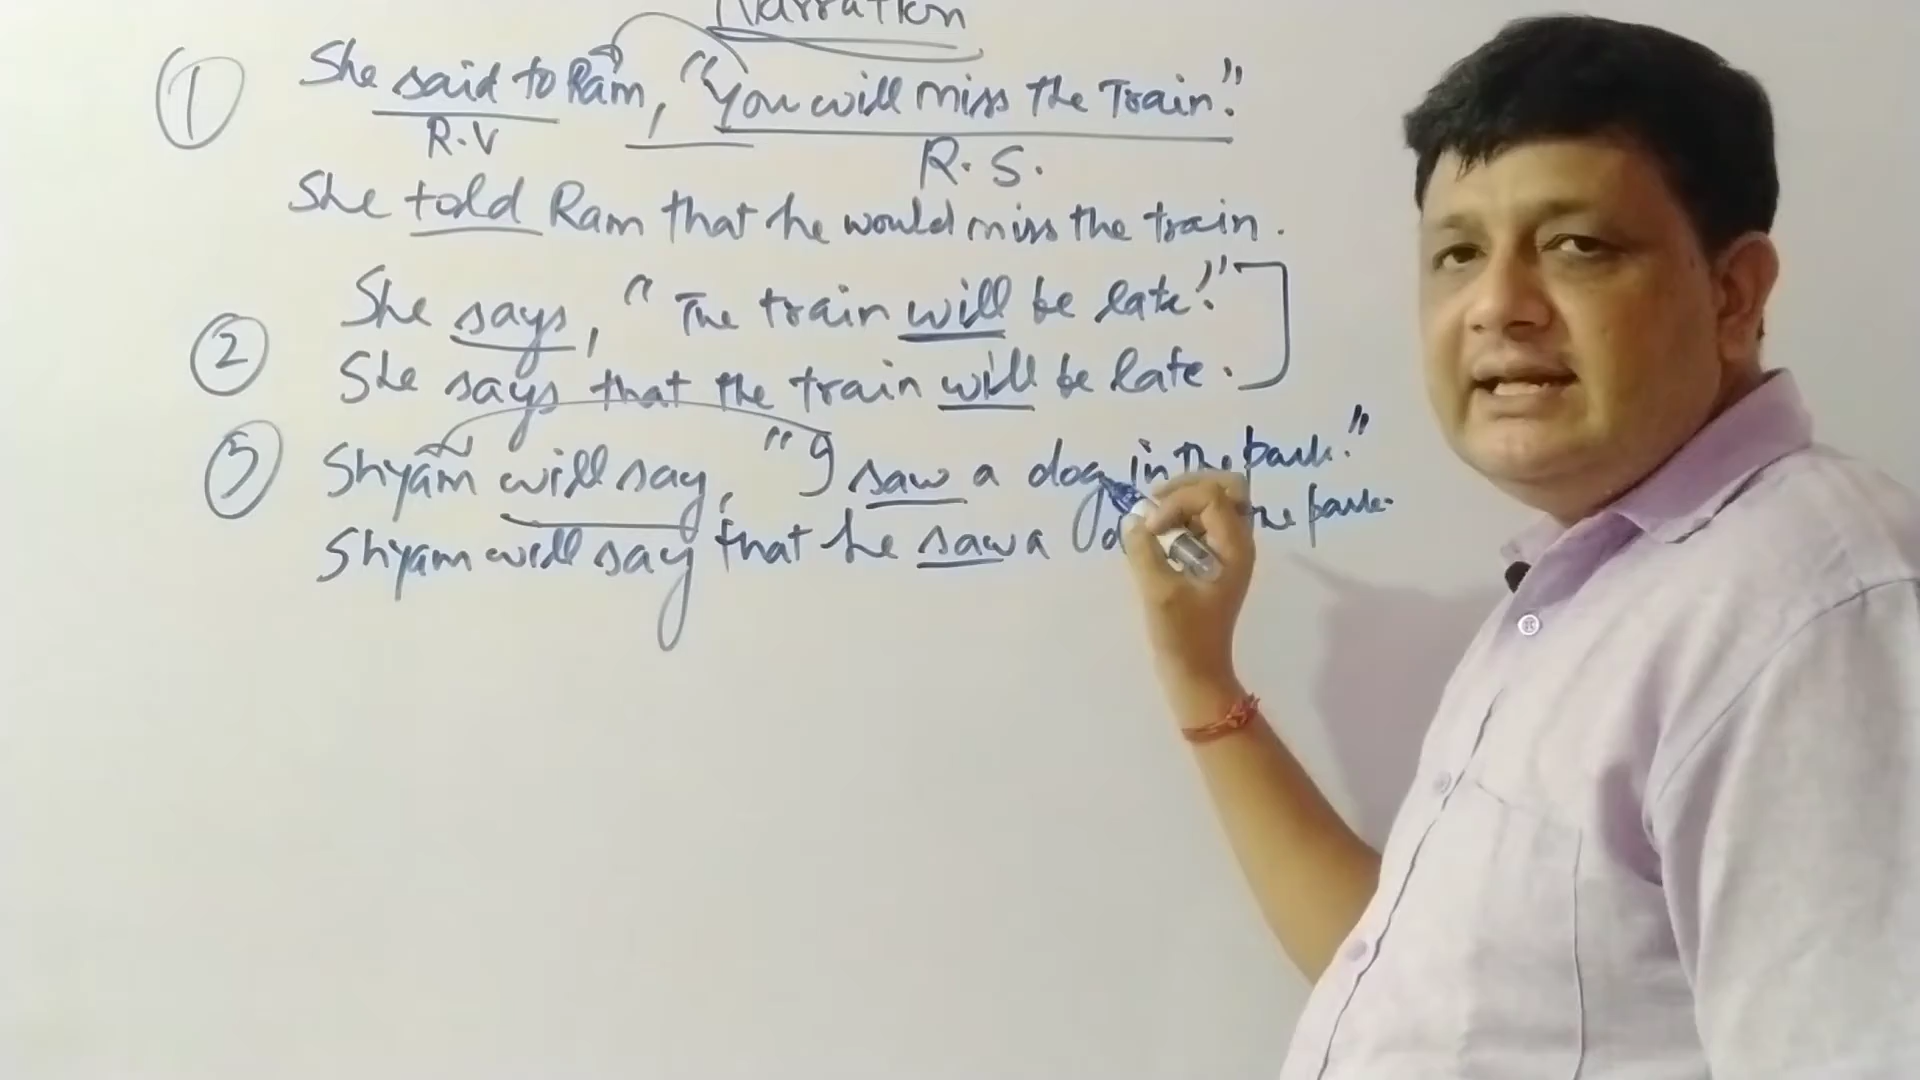 Narration
① She said to Ram, "You will miss the Train."
R.V
R.S.
She told Ram that he would miss the train.
She says, "The train will be late."
②
She says that the train will be late.
③ Shyam will say, "I saw a dog in the park."
Shyam will say that he saw a the park.